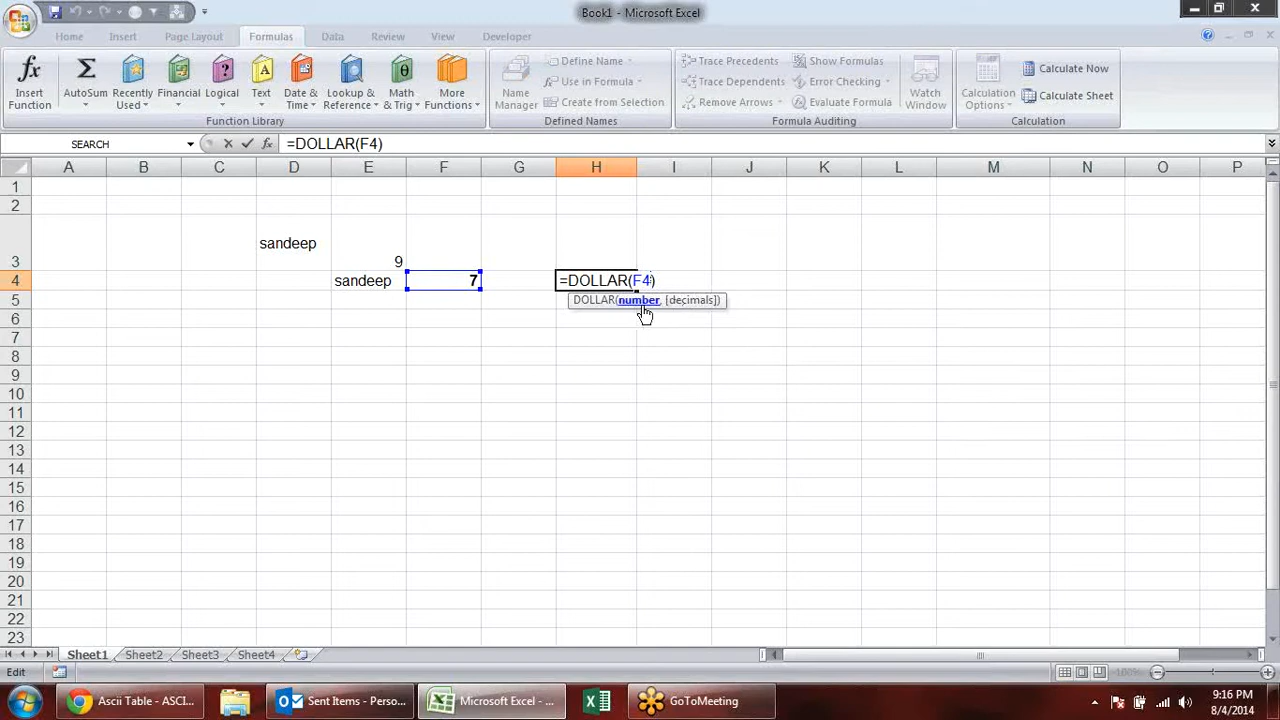 Book1 - Microsoft Excel
Home Insert Page Layout Formulas Data Review View Developer
Insert Function
AutoSum
Recently Used
Financial
Logical
Text
Date & Time
Lookup & Reference
Math & Trig
More Functions
Function Library
Name Manager
Define Name
Use in Formula
Create from Selection
Defined Names
Trace Precedents
Trace Dependents
Remove Arrows
Show Formulas
Error Checking
Evaluate Formula
Formula Auditing
Watch Window
Calculation Options
Calculate Now
Calculate Sheet
Calculation
SEARCH fx =DOLLAR(F4)
A B C D E F G H I J K L M N O P
1
2
sandeep
3 9
4 sandeep 7 =DOLLAR(F4)
DOLLAR(number, [decimals])
5
6
7
8
9
10
11
12
13
14
15
16
17
18
19
20
21
22
23
Sheet1 Sheet2 Sheet3 Sheet4
Edit 100%
Ascii Table - ASCI... Sent Items - Perso... Microsoft Excel - ... GoToMeeting
9:16 PM
8/4/2014